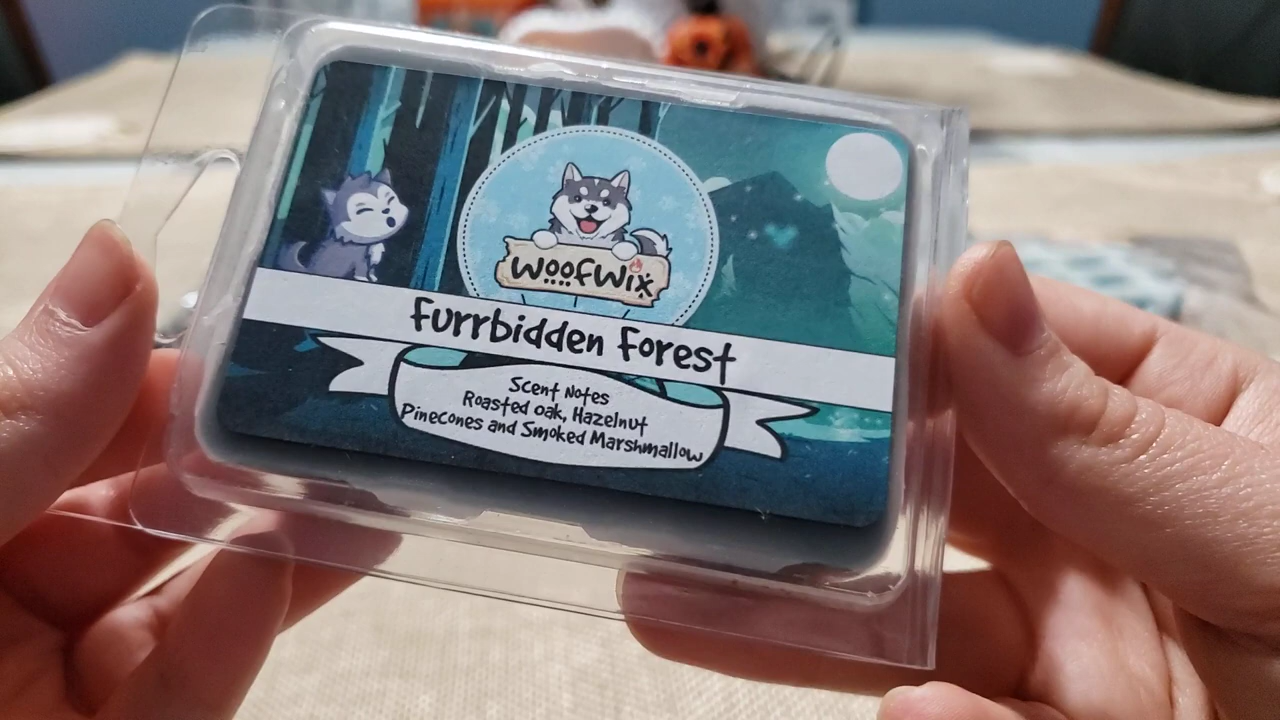 WoofWix
Furrbidden Forest
Scent Notes
Roasted Oak, Hazelnut
Pinecones and Smoked Marshmallow